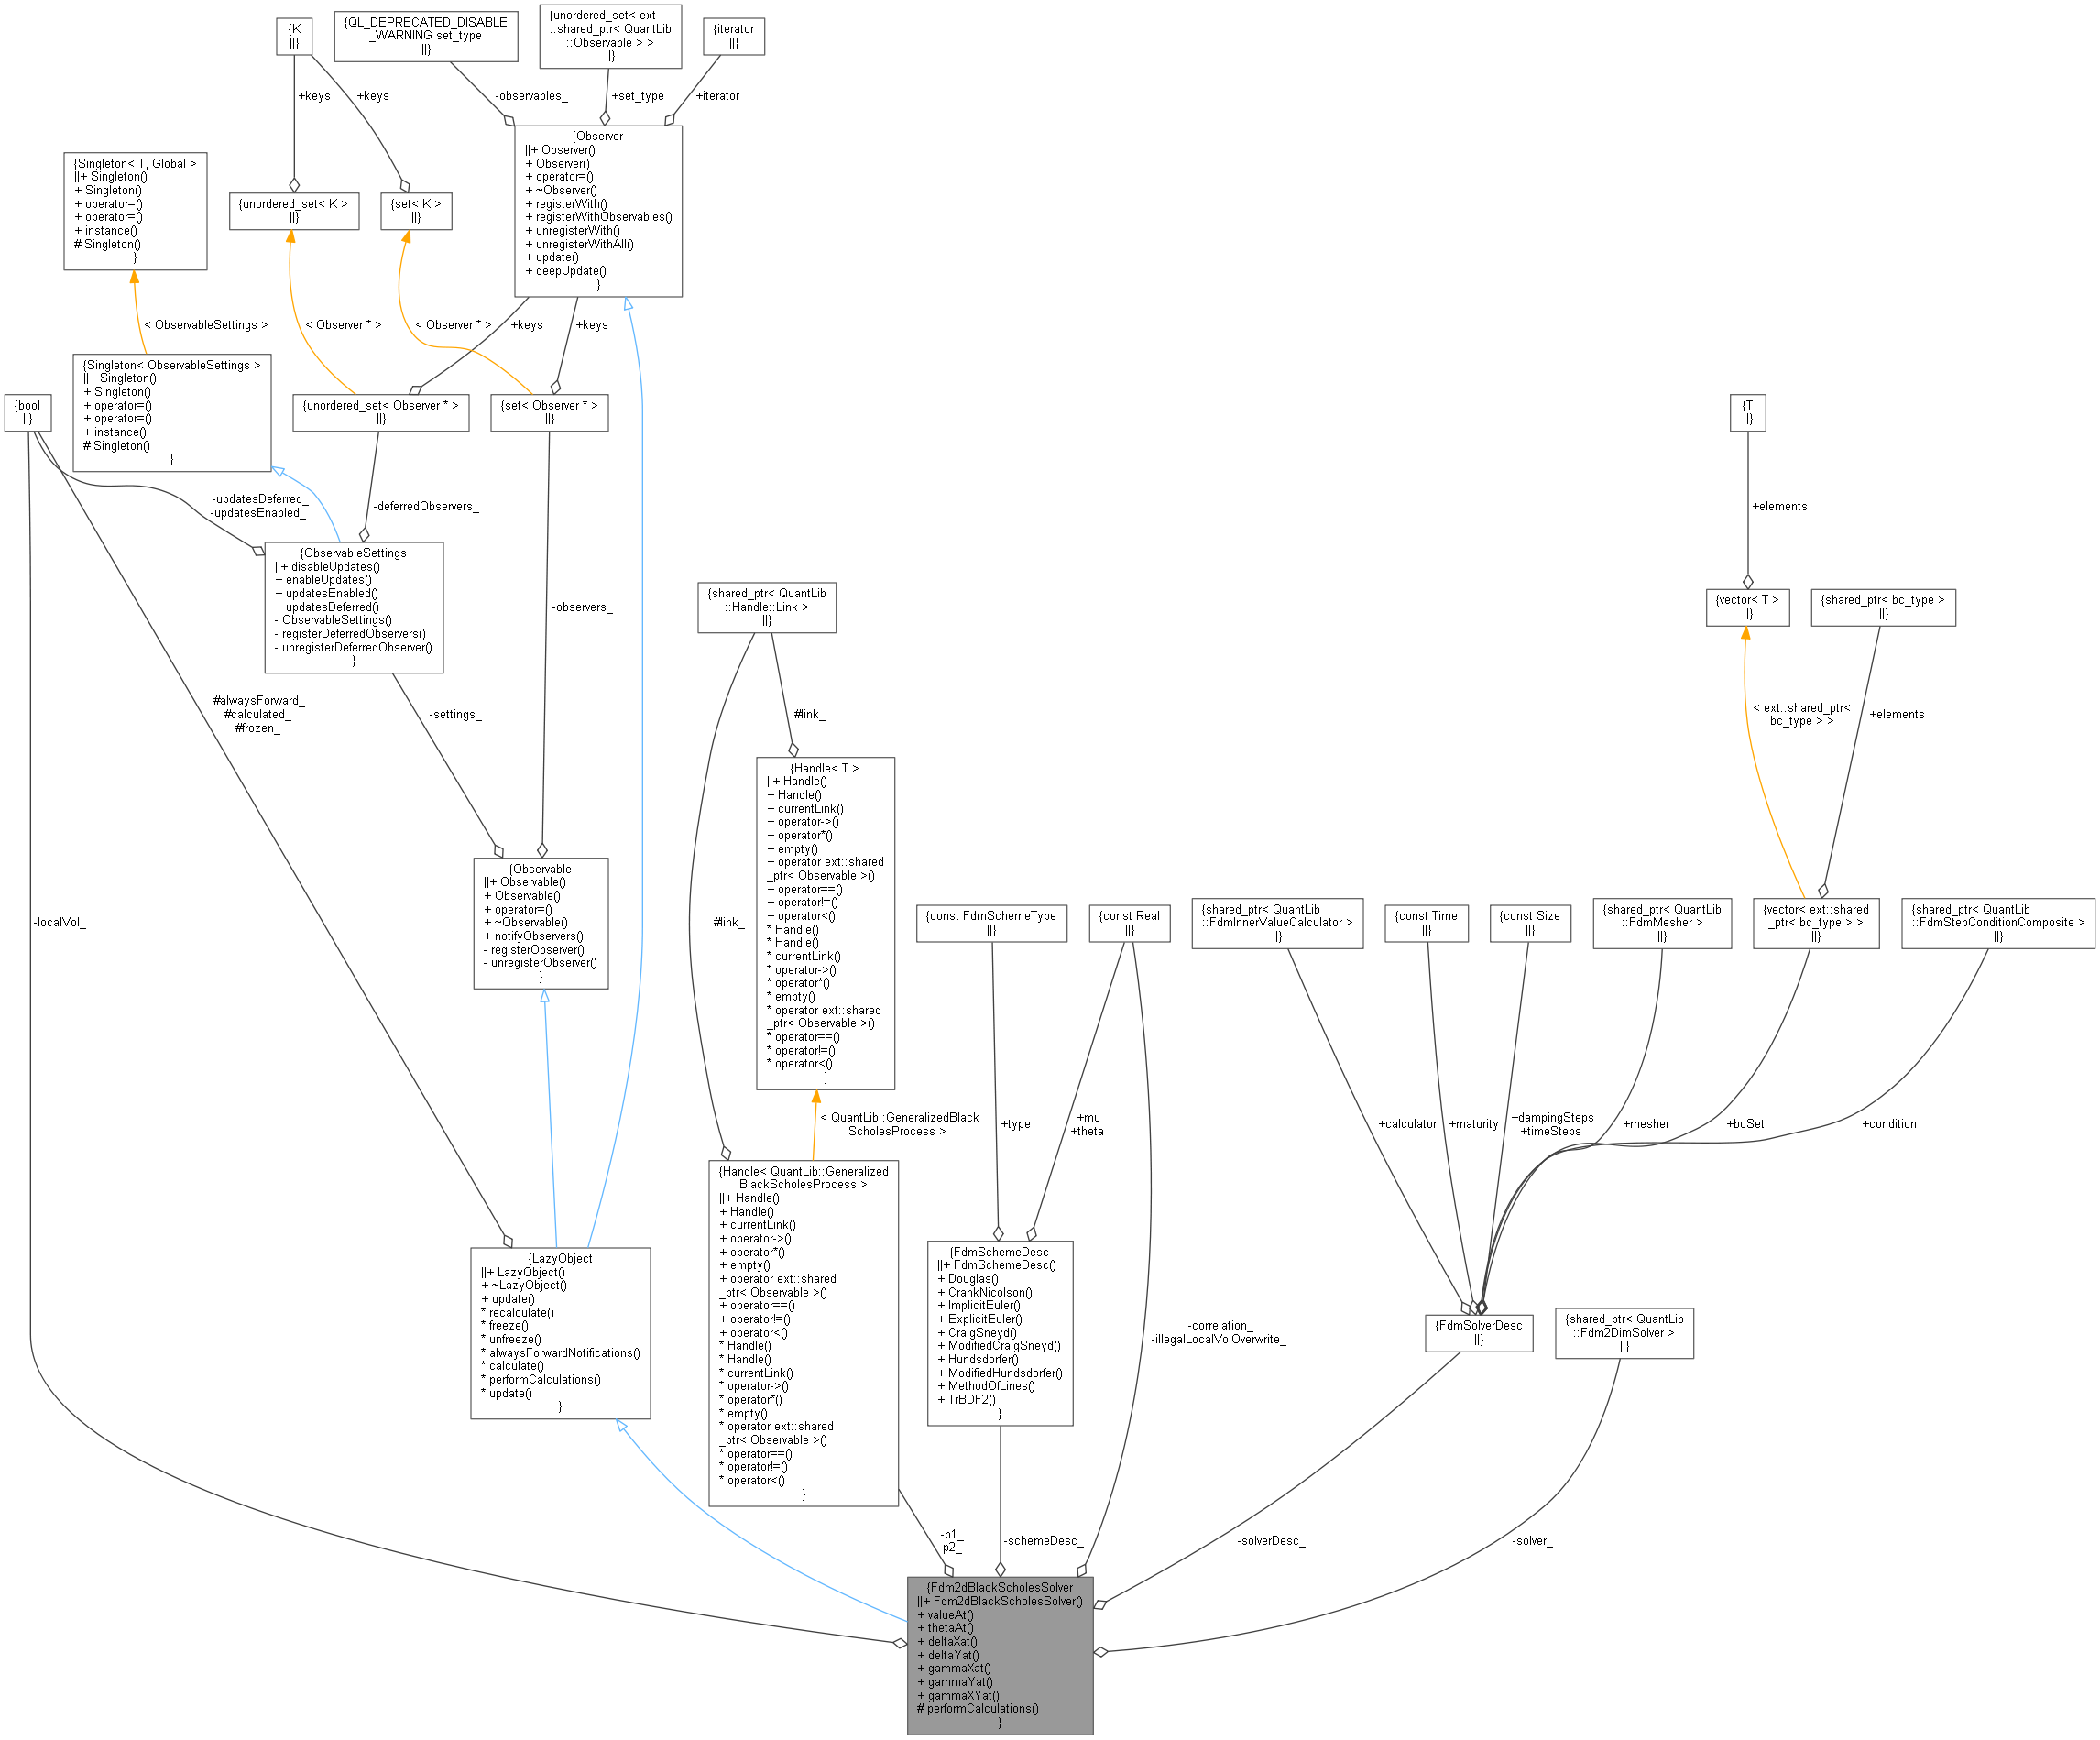 {K
||}
{QL_DEPRECATED_DISABLE
_WARNING set_type
||}
{unordered_set< ext
::shared_ptr< QuantLib
::Observable > >
||}
{iterator
||}
+keys
+keys
-observables_
+set_type
+iterator
{Singleton< T, Global >
||+ Singleton()
+ Singleton()
+ operator=()
+ operator=()
+ instance()
# Singleton()
}
{unordered_set< K >
||}
{set< K >
||}
{Observer
||+ Observer()
+ Observer()
+ operator=()
+ ~Observer()
+ registerWith()
+ registerWithObservables()
+ unregisterWith()
+ unregisterWithAll()
+ update()
+ deepUpdate()
}
< ObservableSettings >
< Observer * >
< Observer * >
+keys
+keys
{bool
||}
{Singleton< ObservableSettings >
||+ Singleton()
+ Singleton()
+ operator=()
+ operator=()
+ instance()
# Singleton()
}
{unordered_set< Observer * >
||}
{set< Observer * >
||}
{T
||}
-updatesDeferred_
-updatesEnabled_
-deferredObservers_
+elements
{ObservableSettings
||+ disableUpdates()
+ enableUpdates()
+ updatesEnabled()
+ updatesDeferred()
- ObservableSettings()
- registerDeferredObservers()
- unregisterDeferredObserver()
}
-observers_
{shared_ptr< QuantLib
::Handle::Link >
||}
{vector< T >
||}
{shared_ptr< bc_type >
||}
#alwaysForward_
#calculated_
#frozen_
-settings_
#link_
< ext::shared_ptr<
bc_type > >
+elements
{Handle< T >
||+ Handle()
+ Handle()
+ currentLink()
+ operator->()
+ operator*()
+ empty()
+ operator ext::shared
_ptr< Observable >()
+ operator==()
+ operator!=()
+ operator<()
* Handle()
* Handle()
* currentLink()
* operator->()
* operator*()
* empty()
* operator ext::shared
_ptr< Observable >()
* operator==()
* operator!=()
* operator<()
}
{Observable
||+ Observable()
+ Observable()
+ operator=()
+ ~Observable()
+ notifyObservers()
- registerObserver()
- unregisterObserver()
}
-localVol_
#link_
{const FdmSchemeType
||}
{const Real
||}
{shared_ptr< QuantLib
::FdmInnerValueCalculator >
||}
{const Time
||}
{const Size
||}
{shared_ptr< QuantLib
::FdmMesher >
||}
{vector< ext::shared
_ptr< bc_type > >
||}
{shared_ptr< QuantLib
::FdmStepConditionComposite >
||}
< QuantLib::GeneralizedBlack
ScholesProcess >
+type
+mu
+theta
+calculator
+maturity
+dampingSteps
+timeSteps
+mesher
+bcSet
+condition
{Handle< QuantLib::Generalized
BlackScholesProcess >
||+ Handle()
+ Handle()
+ currentLink()
+ operator->()
+ operator*()
+ empty()
+ operator ext::shared
_ptr< Observable >()
+ operator==()
+ operator!=()
+ operator<()
* Handle()
* Handle()
* currentLink()
* operator->()
* operator*()
* empty()
* operator ext::shared
_ptr< Observable >()
* operator==()
* operator!=()
* operator<()
}
{LazyObject
||+ LazyObject()
+ ~LazyObject()
+ update()
* recalculate()
* freeze()
* unfreeze()
* alwaysForwardNotifications()
* calculate()
* performCalculations()
* update()
}
{FdmSchemeDesc
||+ FdmSchemeDesc()
+ Douglas()
+ CrankNicolson()
+ ImplicitEuler()
+ ExplicitEuler()
+ CraigSneyd()
+ ModifiedCraigSneyd()
+ Hundsdorfer()
+ ModifiedHundsdorfer()
+ MethodOfLines()
+ TrBDF2()
}
-correlation_
-illegalLocalVolOverwrite_
{FdmSolverDesc
||}
{shared_ptr< QuantLib
::Fdm2DimSolver >
||}
-p1_
-p2_
-schemeDesc_
-solverDesc_
-solver_
{Fdm2dBlackScholesSolver
||+ Fdm2dBlackScholesSolver()
+ valueAt()
+ thetaAt()
+ deltaXat()
+ deltaYat()
+ gammaXat()
+ gammaYat()
+ gammaXYat()
# performCalculations()
}